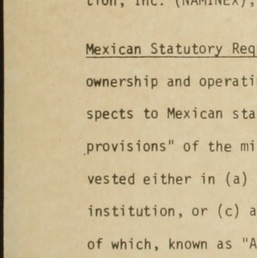 tion, Inc. (NAMINEX),
Mexican Statutory Req
ownership and operati
spects to Mexican sta
provisions" of the mi
vested either in (a)
institution, or (c) a
of which, known as "A